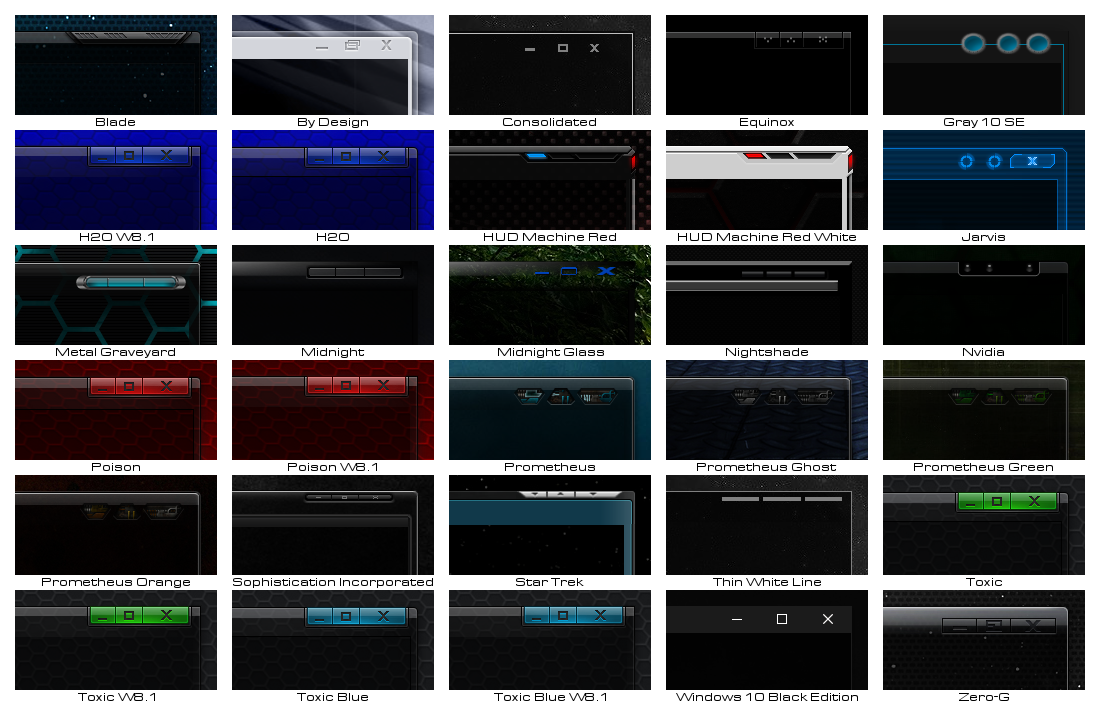 Blade
By Design
Consolidated
Equinox
Gray 10 SE
H2O W8.1
H2O
HUD Machine Red
HUD Machine Red White
Jarvis
Metal Graveyard
Midnight
Midnight Glass
Nightshade
Nvidia
Poison
Poison W8.1
Prometheus
Prometheus Ghost
Prometheus Green
Prometheus Orange
Sophistication Incorporated
Star Trek
Thin White Line
Toxic
Toxic W8.1
Toxic Blue
Toxic Blue W8.1
Windows 10 Black Edition
Zero-G